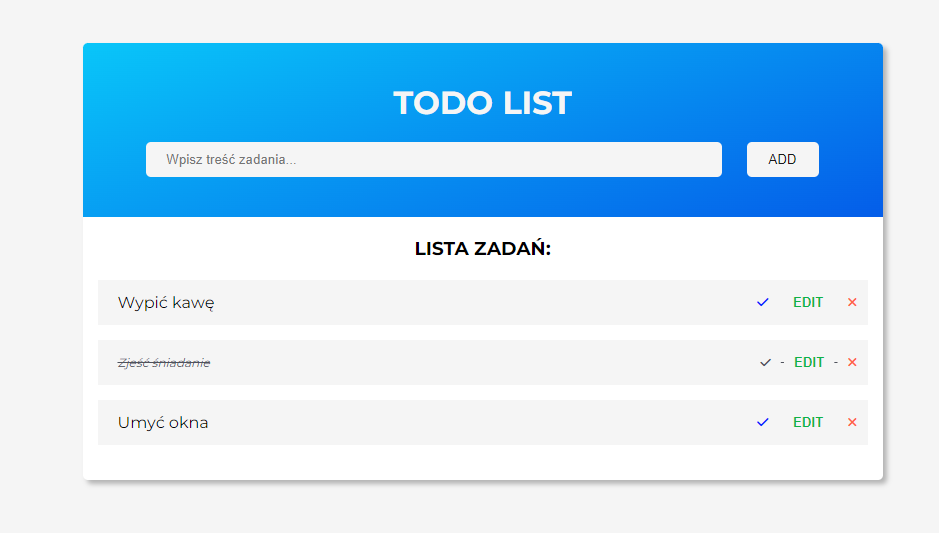 TODO LIST
Wpisz treść zadania...
ADD
LISTA ZADAŃ:
Wypić kawę ✓ EDIT ✕
Zjeść śniadanie ✓ - EDIT - ✕
Umyć okna ✓ EDIT ✕